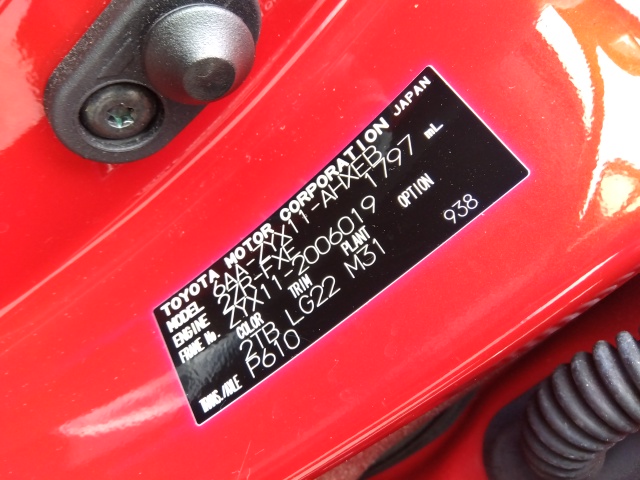 TOYOTA MOTOR CORPORATION JAPAN
MODEL 6AA-ZYX11-AHXEB
ENGINE 2ZR-FXE 1797 mL
FRAME No. ZYX11-2006019
COLOR TRIM PLANT OPTION
2TB LG22 M31 938
TRANS./AXLE P610